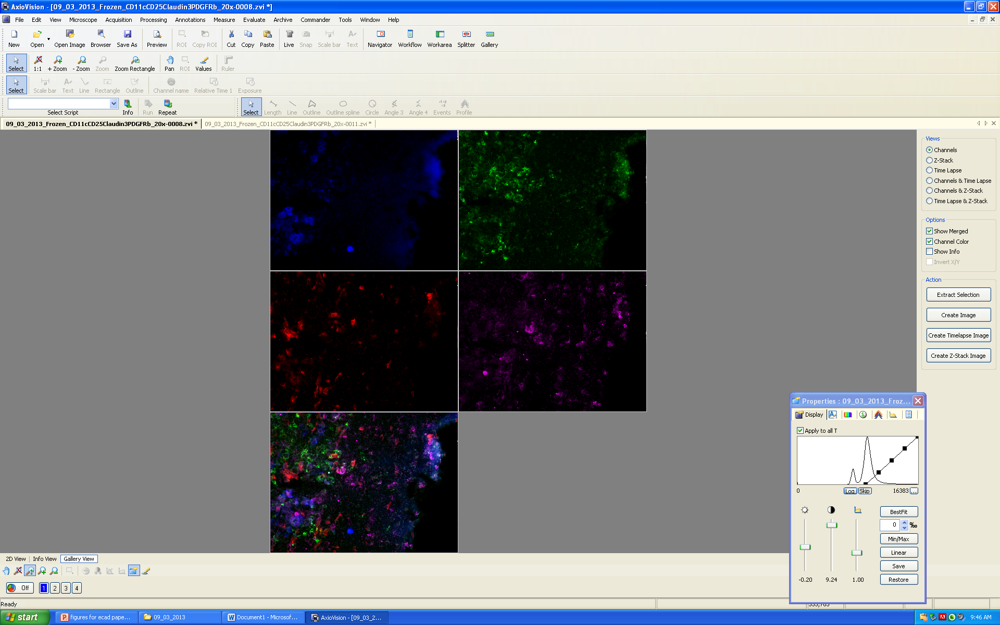 AxioVision - [09_03_2013_Frozen_CD11cCD25Claudin3PDGFRb_20x-0008.zvi *]
File Edit View Microscope Acquisition Processing Annotations Measure Evaluate Archive Commander Tools Window Help
New Open Open Image Browser Save As Preview ROI Copy ROI Cut Copy Paste Live Snap Scale bar Text Navigator Workflow Workarea Splitter Gallery
Select 1:1 + Zoom - Zoom Zoom Zoom Rectangle Pan ROI Values Ruler
Select Scale bar Text Line Rectangle Outline Channel name Relative Time 1 Exposure
Select Script Info Run Repeat Select Length Line Outline Outline spline Circle Angle 3 Angle 4 Events Profile
09_03_2013_Frozen_CD11cCD25Claudin3PDGFRb_20x-0008.zvi * 09_03_2013_Frozen_CD11cCD25Claudin3PDGFRb_20x-0011.zvi *
Views
Channels
Z-Stack
Time Lapse
Channels & Time Lapse
Channels & Z-Stack
Time Lapse & Z-Stack
Options
Show Merged
Channel Color
Show Info
Invert X/Y
Action
Extract Selection
Create Image
Create Timelapse Image
Create Z-Stack Image
Properties : 09_03_2013_Froz...
Display
Apply to all T
0 Log Skip 16383 ...
BestFit
0 ‰
Min/Max
Linear
Save
-0.20 9.24 1.00 Restore
2D View Info View Gallery View
Off 1 2 3 4
Ready
start figures for ecad pape... 09_03_2013 Document1 - Microsof... AxioVision - [09_03_2... 9:46 AM